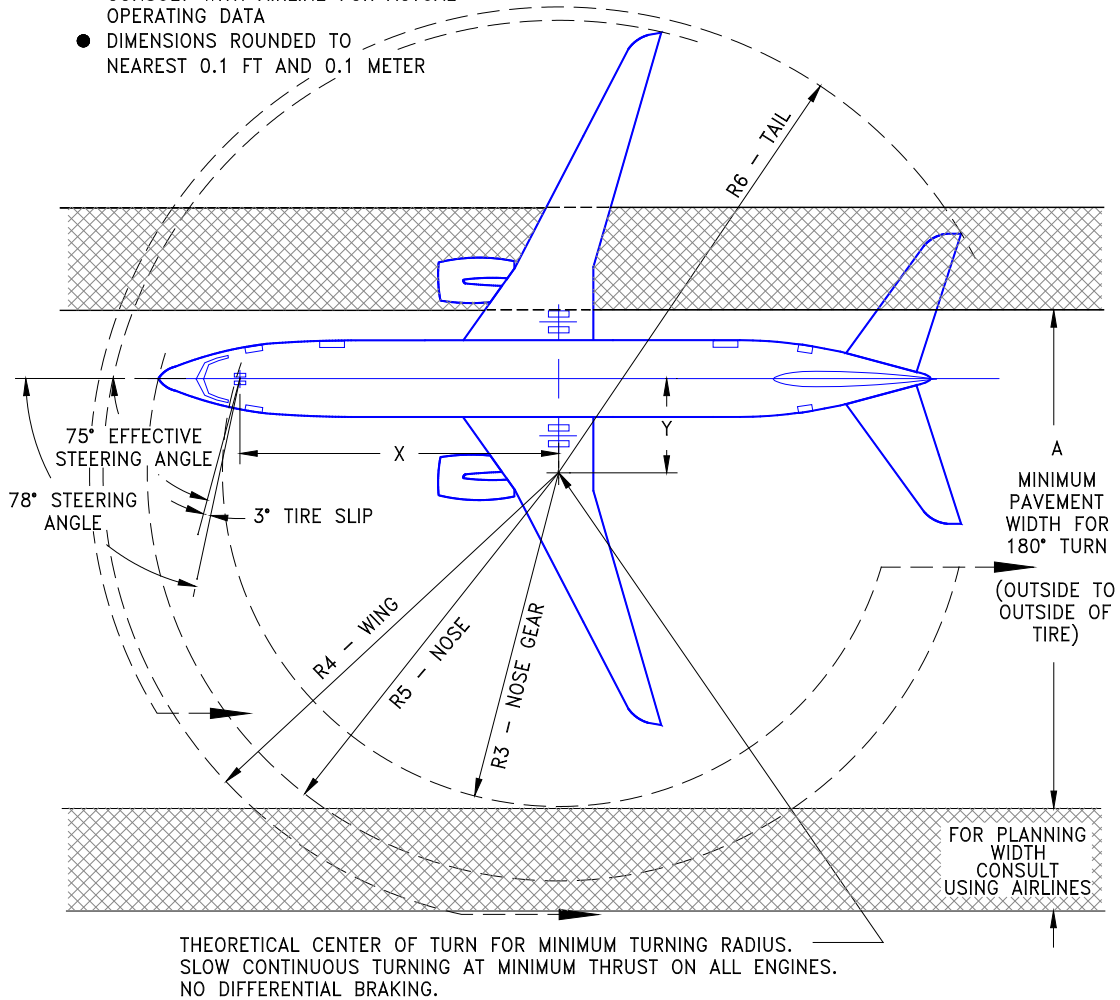 OPERATING DATA
● DIMENSIONS ROUNDED TO
NEAREST 0.1 FT AND 0.1 METER
R6 - TAIL
75° EFFECTIVE
STEERING ANGLE
78° STEERING
ANGLE
3° TIRE SLIP
X
Y
A
MINIMUM
PAVEMENT
WIDTH FOR
180° TURN
(OUTSIDE TO
OUTSIDE OF
TIRE)
R4 - WING
R5 - NOSE
R3 - NOSE GEAR
FOR PLANNING
WIDTH
CONSULT
USING AIRLINES
THEORETICAL CENTER OF TURN FOR MINIMUM TURNING RADIUS.
SLOW CONTINUOUS TURNING AT MINIMUM THRUST ON ALL ENGINES.
NO DIFFERENTIAL BRAKING.